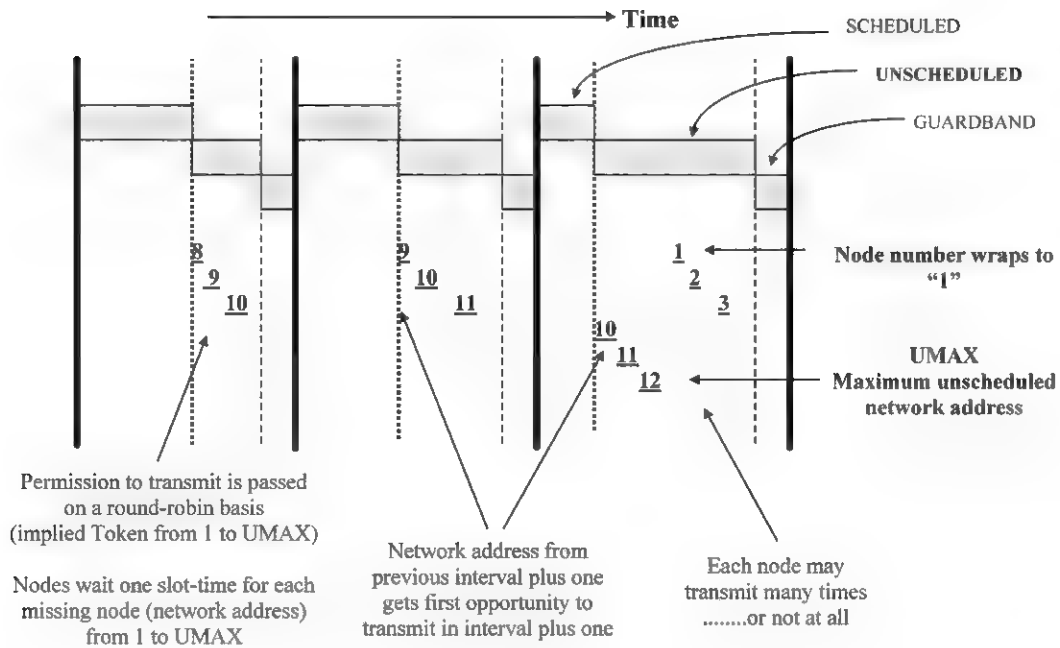 Time
SCHEDULED
UNSCHEDULED
GUARDBAND
8
9
10
9
10
11
1
2
3
10
11
12
Node number wraps to
“1”
UMAX
Maximum unscheduled
network address
Permission to transmit is passed
on a round-robin basis
(implied Token from 1 to UMAX)
Nodes wait one slot-time for each
missing node (network address)
from 1 to UMAX
Network address from
previous interval plus one
gets first opportunity to
transmit in interval plus one
Each node may
transmit many times
........or not at all